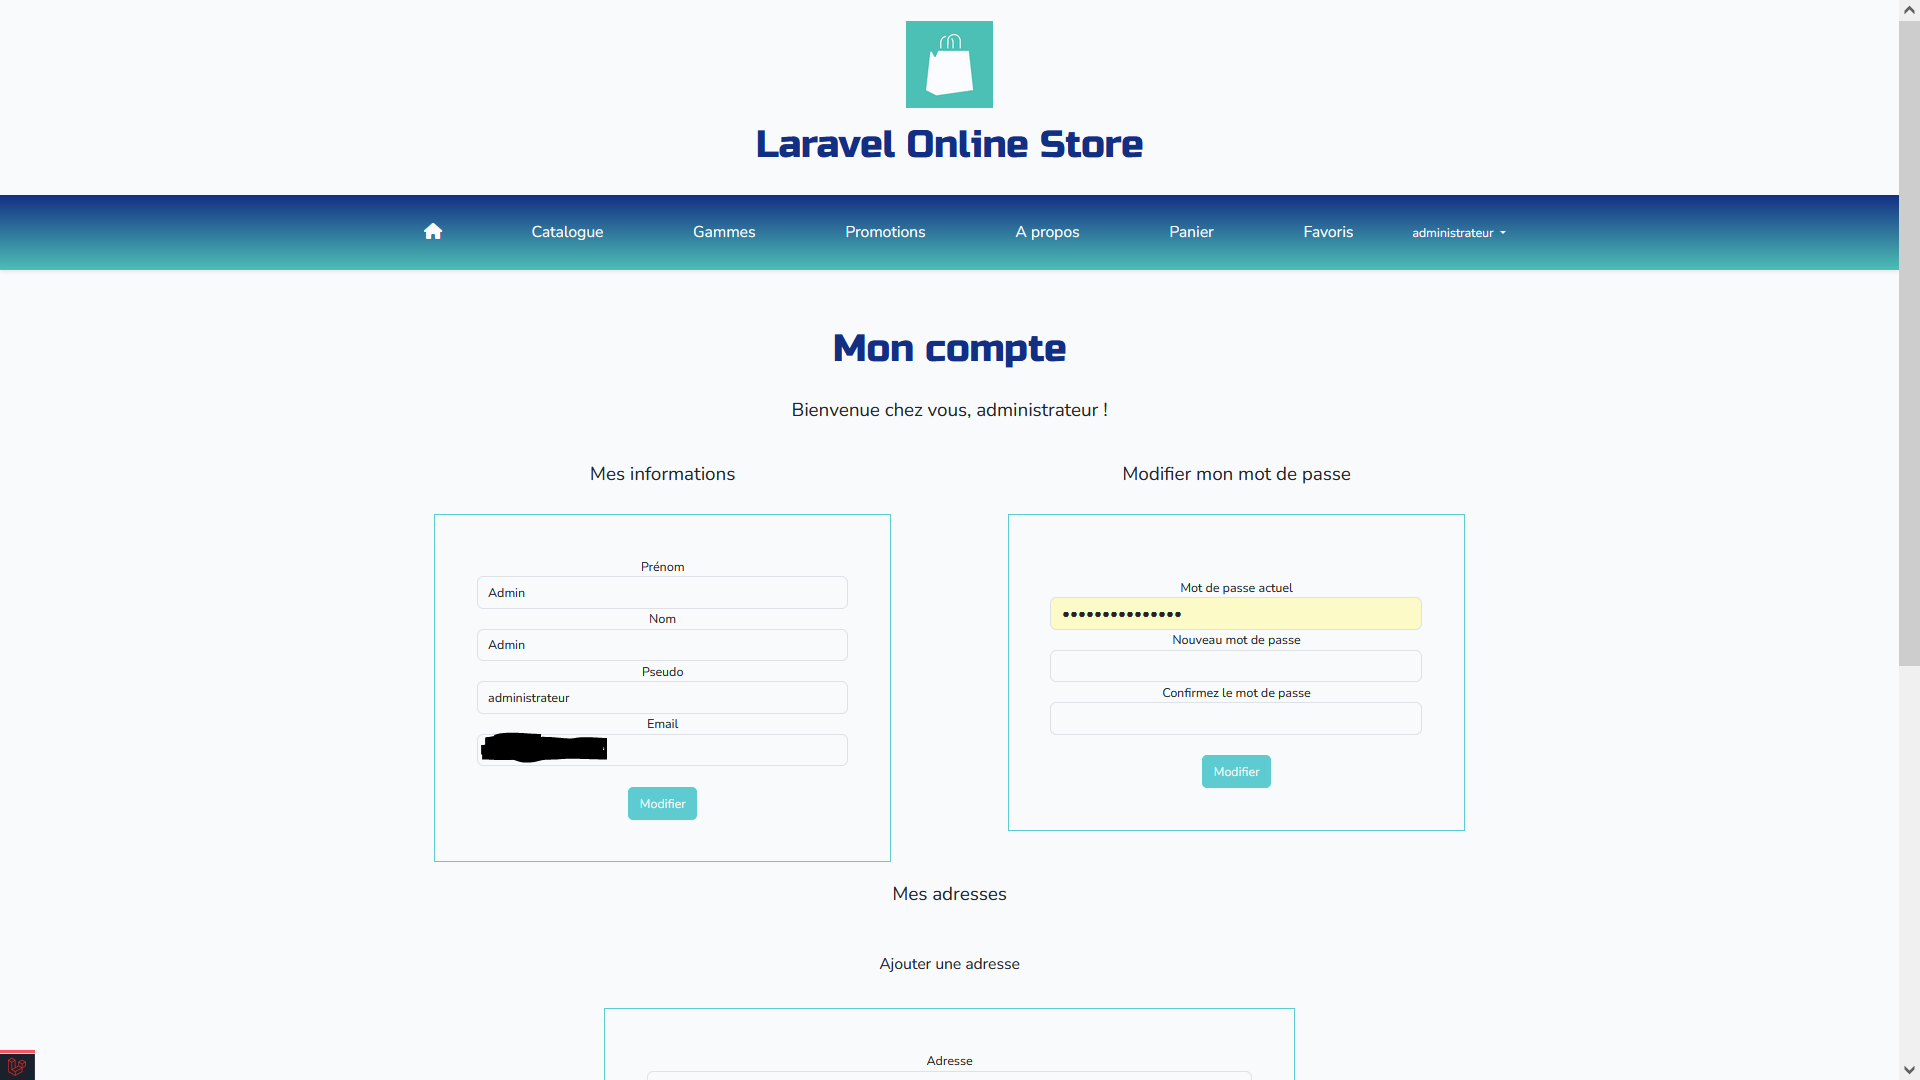 Laravel Online Store
Catalogue Gammes Promotions A propos Panier Favoris administrateur
Mon compte
Bienvenue chez vous, administrateur !
Mes informations
Prénom
Admin
Nom
Admin
Pseudo
administrateur
Email
Modifier
Modifier mon mot de passe
Mot de passe actuel
•••••••••••••••
Nouveau mot de passe
Confirmez le mot de passe
Modifier
Mes adresses
Ajouter une adresse
Adresse